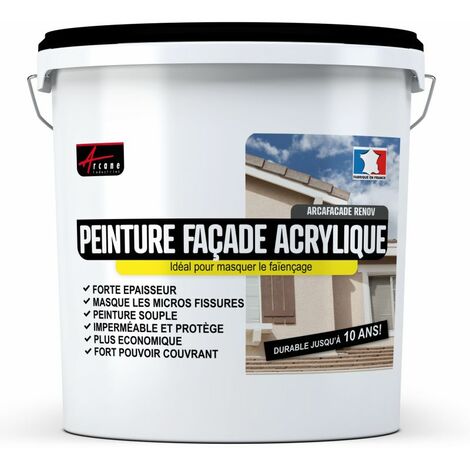 Arcane
Industries
FABRIQUÉ EN FRANCE
ARCAFACADE RENOV
PEINTURE FAÇADE ACRYLIQUE
Idéal pour masquer le faïençage
✓ FORTE EPAISSEUR
✓ MASQUE LES MICROS FISSURES
✓ PEINTURE SOUPLE
✓ IMPERMÉABLE ET PROTÈGE
✓ PLUS ECONOMIQUE
✓ FORT POUVOIR COUVRANT
DURABLE JUSQU'À 10 ANS!